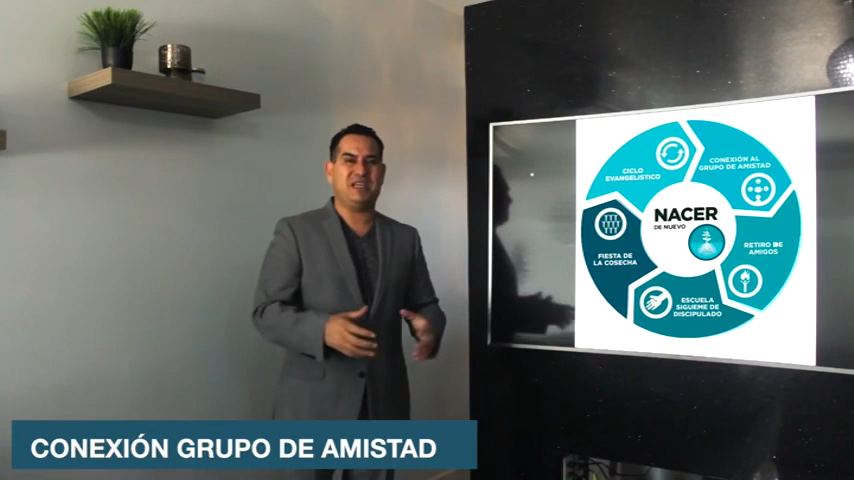 CICLO
EVANGELÍSTICO
CONEXIÓN AL
GRUPO DE AMISTAD
NACER
DE NUEVO
RETIRO DE
AMIGOS
FIESTA DE
LA COSECHA
ESCUELA
SIGUEME DE
DISCIPULADO
CONEXIÓN GRUPO DE AMISTAD